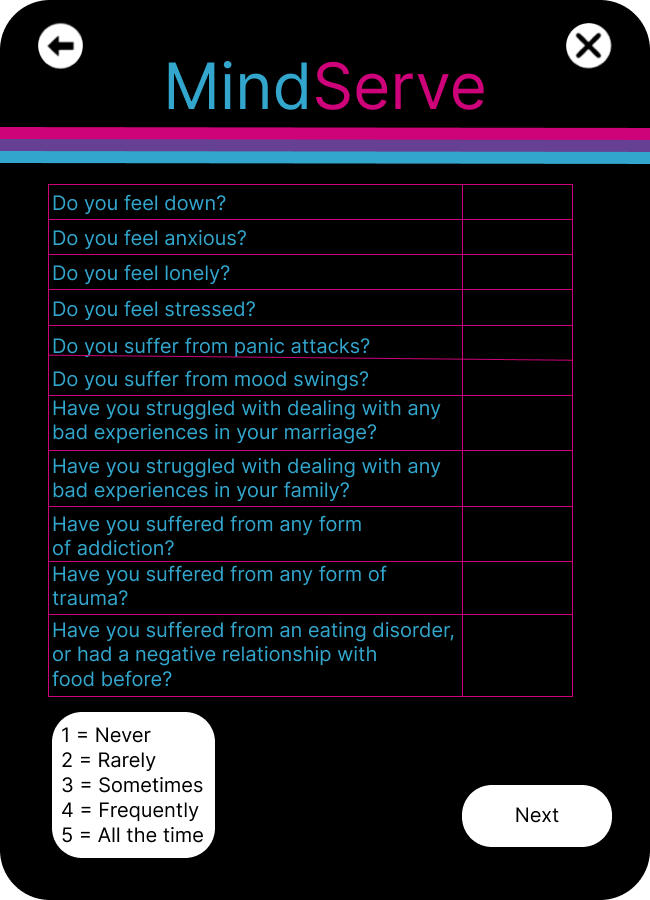 MindServe
Do you feel down?
Do you feel anxious?
Do you feel lonely?
Do you feel stressed?
Do you suffer from panic attacks?
Do you suffer from mood swings?
Have you struggled with dealing with any
bad experiences in your marriage?
Have you struggled with dealing with any
bad experiences in your family?
Have you suffered from any form
of addiction?
Have you suffered from any form of
trauma?
Have you suffered from an eating disorder,
or had a negative relationship with
food before?
1 = Never
2 = Rarely
3 = Sometimes
4 = Frequently
5 = All the time
Next